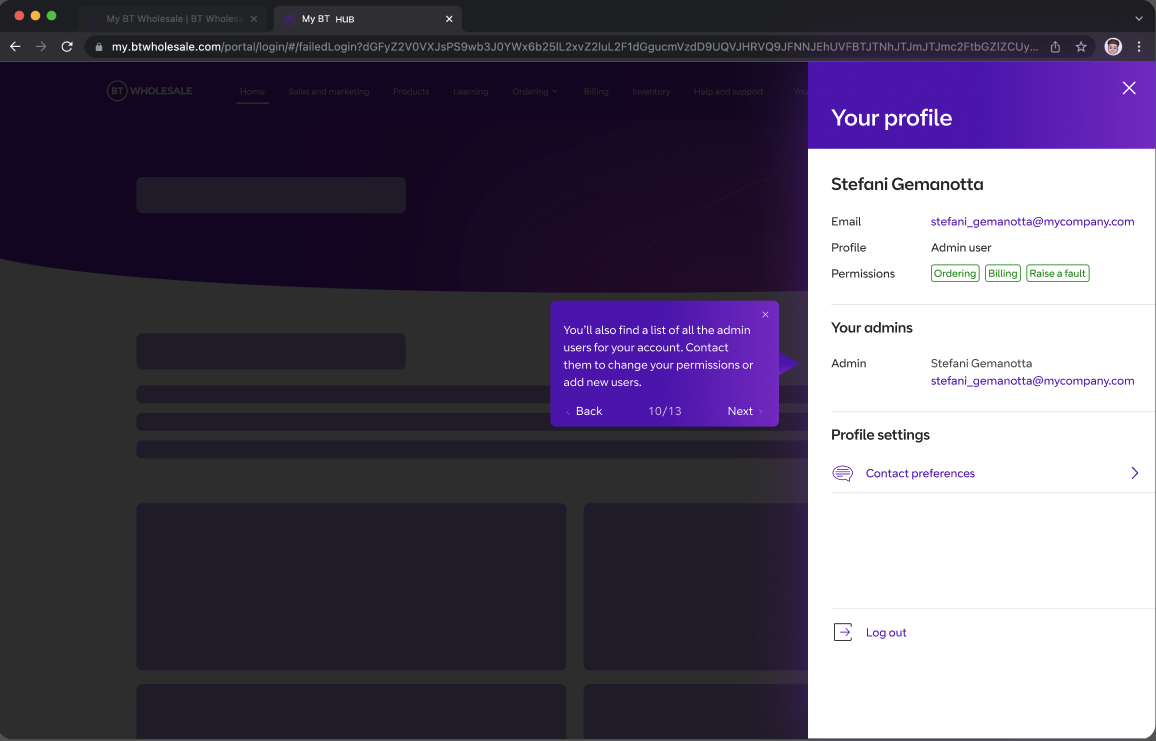 My BT Wholesale | BT Wholes
My BT HUB
my.btwholesale.com/portal/login/#/failedLogin?dGFyZ2V0VXJsPS9wb3J0YWx6b25lL2xvZ2luL2F1dGgucmVzdD9UQVJHRVQ9JFNNJEhUVFBTJTNhJTJmJTJmc2FtbGZlZCUy...
BT WHOLESALE
Home
Sales and marketing
Products
Learning
Ordering
Billing
Inventory
Help and support
You
Your profile
Stefani Gemanotta
Email stefani_gemanotta@mycompany.com
Profile Admin user
Permissions Ordering Billing Raise a fault
You'll also find a list of all the admin
users for your account. Contact
them to change your permissions or
add new users.
Back 10/13 Next
Your admins
Admin Stefani Gemanotta
stefani_gemanotta@mycompany.com
Profile settings
Contact preferences
Log out